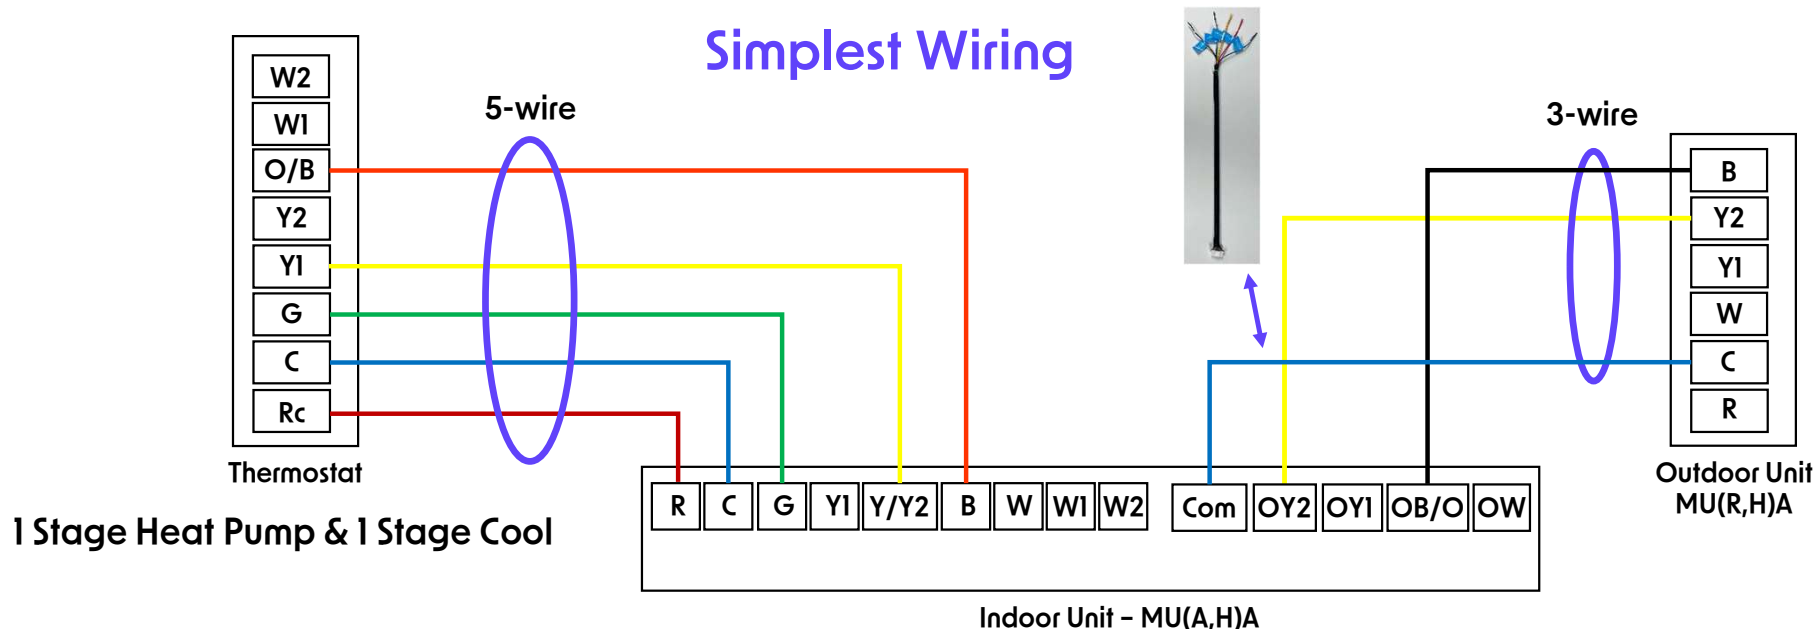 Simplest Wiring
5-wire
3-wire
W2
W1
O/B
Y2
Y1
G
C
Rc
Thermostat
1 Stage Heat Pump & 1 Stage Cool
B
Y2
Y1
W
C
R
Outdoor Unit
MU(R,H)A
R C G Y1 Y/Y2 B W W1 W2 Com OY2 OY1 OB/O OW
Indoor Unit – MU(A,H)A